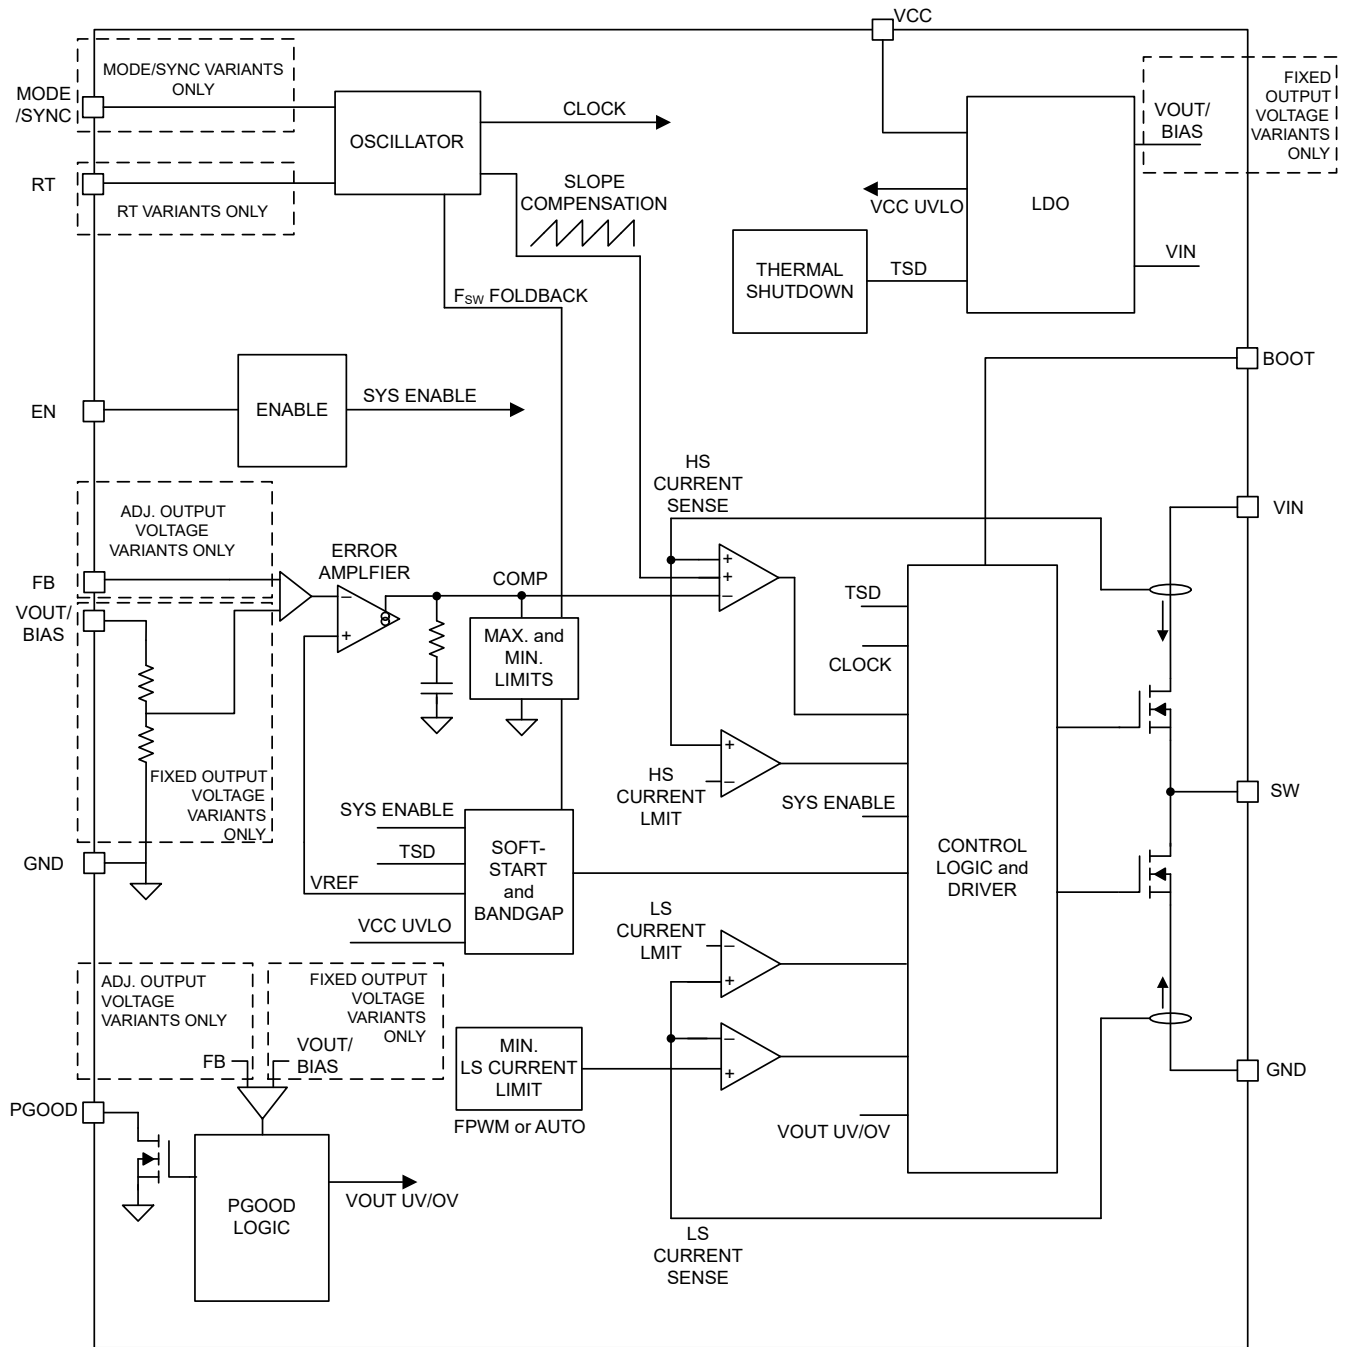 VCC
MODE/SYNC VARIANTS
ONLY
MODE
/SYNC
OSCILLATOR
CLOCK
RT
RT VARIANTS ONLY
SLOPE
COMPENSATION
FSW FOLDBACK
FIXED
OUTPUT
VOLTAGE
VARIANTS
ONLY
VOUT/
BIAS
LDO
VCC UVLO
THERMAL
SHUTDOWN
TSD
VIN
BOOT
EN
ENABLE
SYS ENABLE
HS
CURRENT
SENSE
VIN
ADJ. OUTPUT
VOLTAGE
VARIANTS ONLY
FB
VOUT/
BIAS
ERROR
AMPLFIER
−
+
COMP
MAX. and
MIN.
LIMITS
+
+
−
TSD
CLOCK
FIXED OUTPUT
VOLTAGE
VARIANTS
ONLY
GND
+
−
HS
CURRENT
LMIT
SYS ENABLE
SW
SYS ENABLE
TSD
VREF
VCC UVLO
SOFT-
START
and
BANDGAP
CONTROL
LOGIC and
DRIVER
LS
CURRENT
LMIT
−
+
ADJ. OUTPUT
VOLTAGE
VARIANTS ONLY
FB
FIXED OUTPUT
VOLTAGE
VARIANTS
ONLY
VOUT/
BIAS
MIN.
LS CURRENT
LIMIT
FPWM or AUTO
−
+
GND
VOUT UV/OV
PGOOD
PGOOD
LOGIC
VOUT UV/OV
LS
CURRENT
SENSE